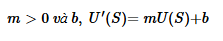 m > 0 và b, U′(S)= mU(S)+b